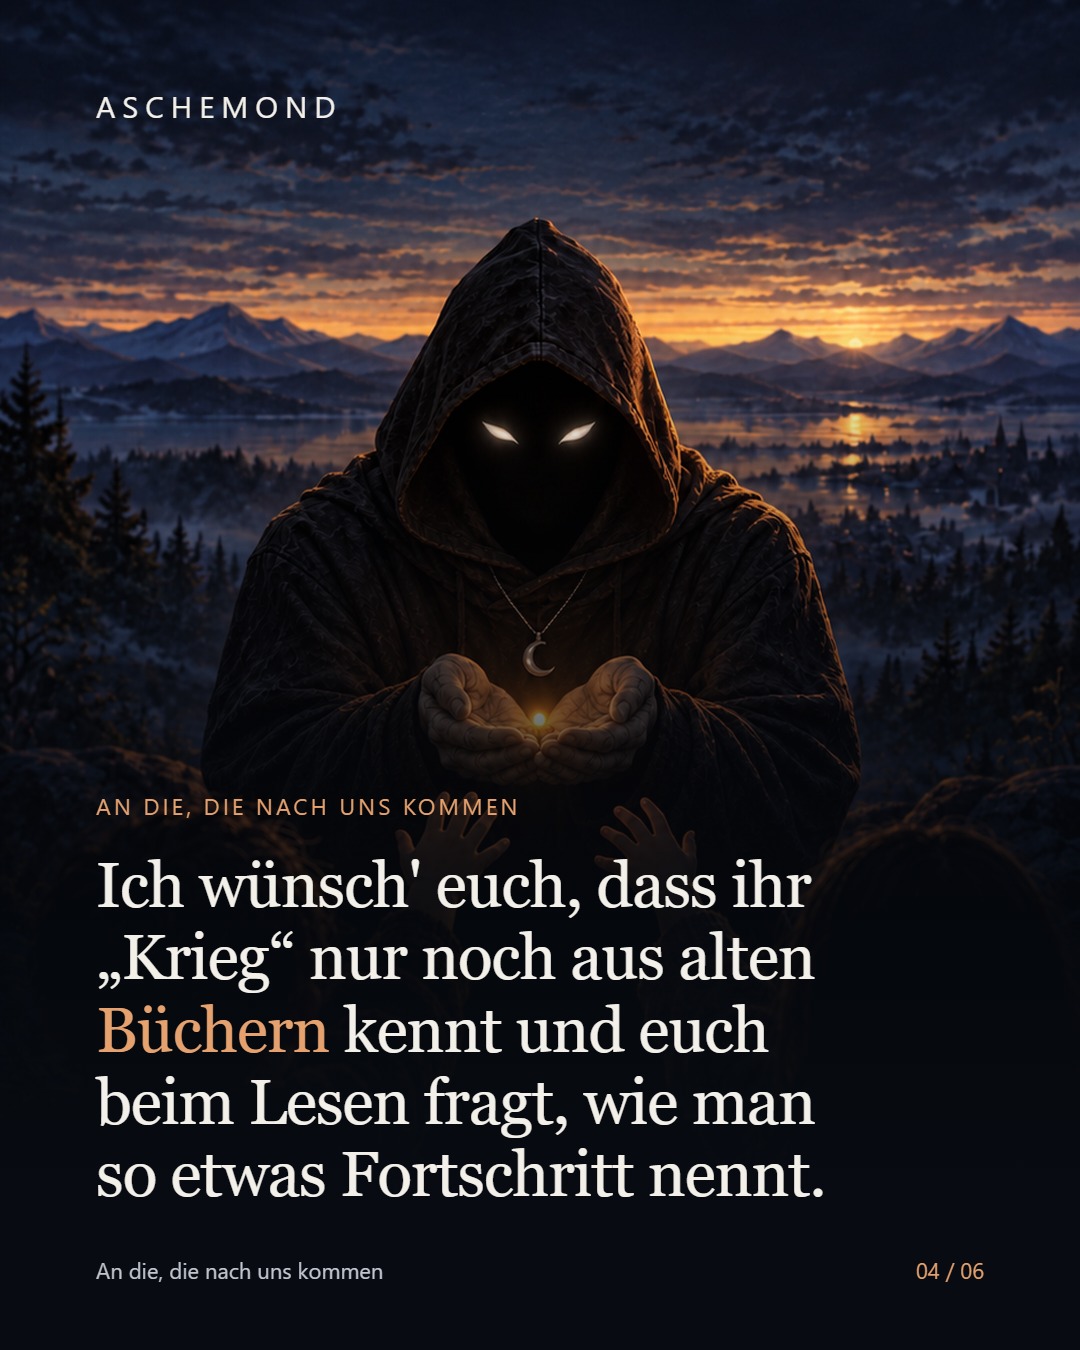 ASCHEMOND
AN DIE, DIE NACH UNS KOMMEN
Ich wünsch' euch, dass ihr
„Krieg“ nur noch aus alten
Büchern kennt und euch
beim Lesen fragt, wie man
so etwas Fortschritt nennt.
An die, die nach uns kommen
04 / 06